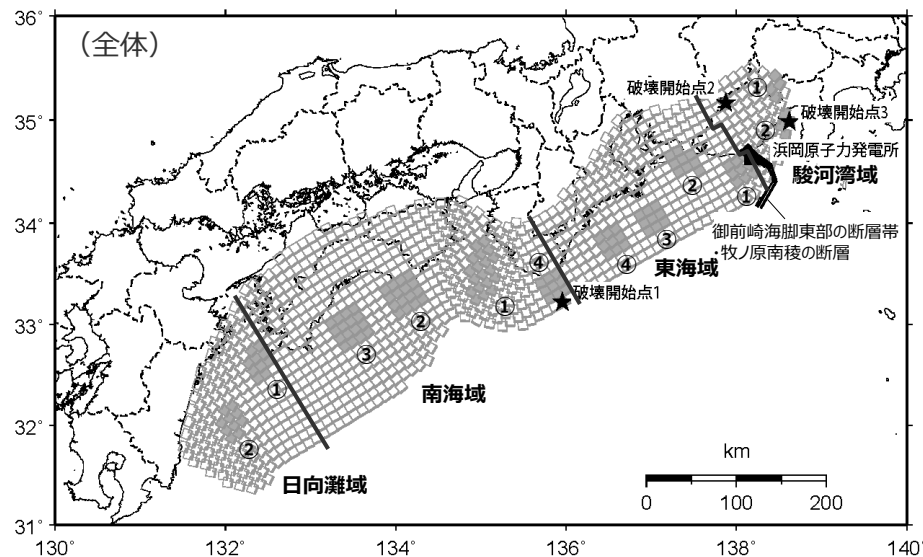 36°
(全体)
破壊開始点2
①
35°
破壊開始点3
②
浜岡原子力発電所
②
駿河湾域
①
34°
御前崎海脚東部の断層帯
・牧ノ原南稜の断層
③
④
④
東海域
破壊開始点1
①
33°
②
③
南海域
①
32°
②
日向灘域
km
0 100 200
31°
130° 132° 134° 136° 138° 140°